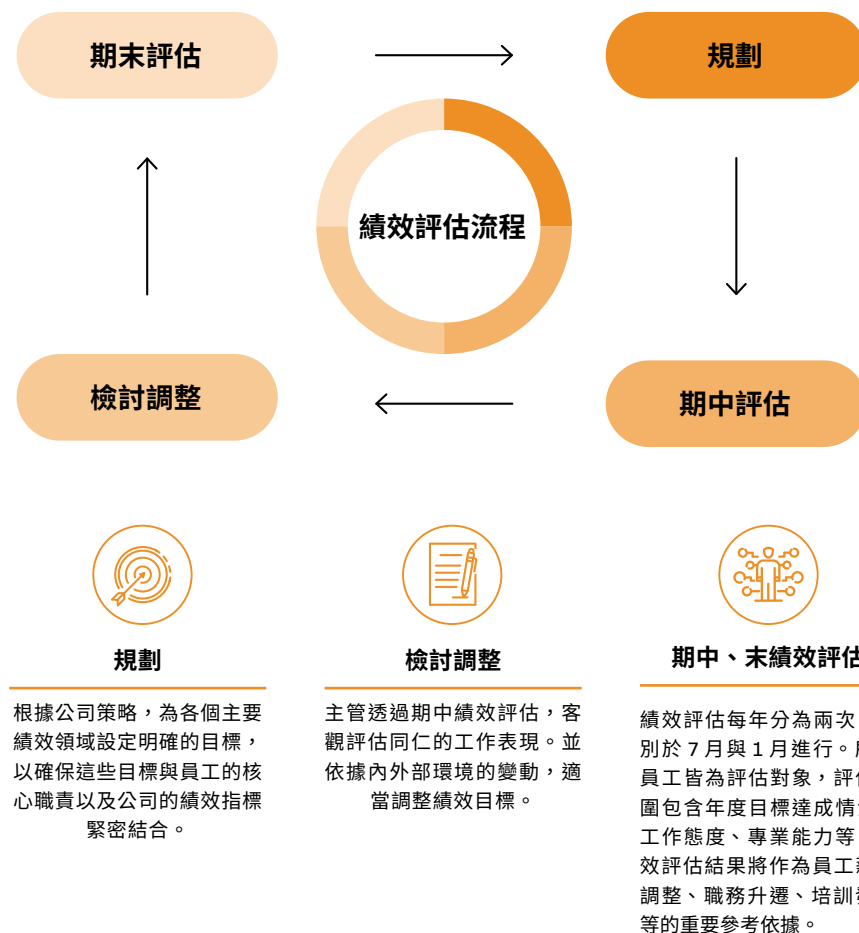 期末評估
規劃
績效評估流程
檢討調整
期中評估
規劃
根據公司策略，為各個主要
績效領域設定明確的目標，
以確保這些目標與員工的核
心職責以及公司的績效指標
緊密結合。
檢討調整
主管透過期中績效評估，客
觀評估同仁的工作表現。並
依據內外部環境的變動，適
當調整績效目標。
期中、末績效評估
績效評估每年分為兩次
別於 7 月與 1 月進行。
員工皆為評估對象，評
圍包含年度目標達成情
工作態度、專業能力等
效評估結果將作為員工
調整、職務升遷、培訓
等的重要參考依據。